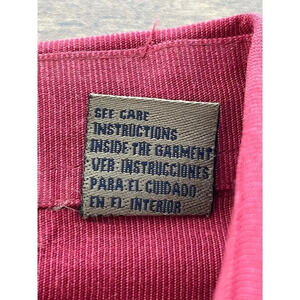 SEE CARE
INSTRUCTIONS
INSIDE THE GARMENT
VER INSTRUCCIONES
PARA EL CUIDADO
EN EL INTERIOR